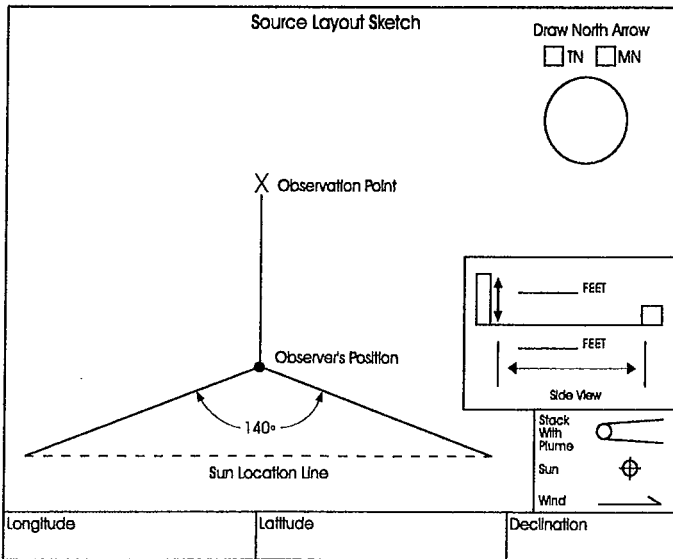 Source Layout Sketch
Draw North Arrow
TN MN
X Observation Point
FEET
Observer's Position
FEET
Side View
140°
Stack
With
Plume
Sun Location Line
Sun
Wind
Longitude Latitude Declination